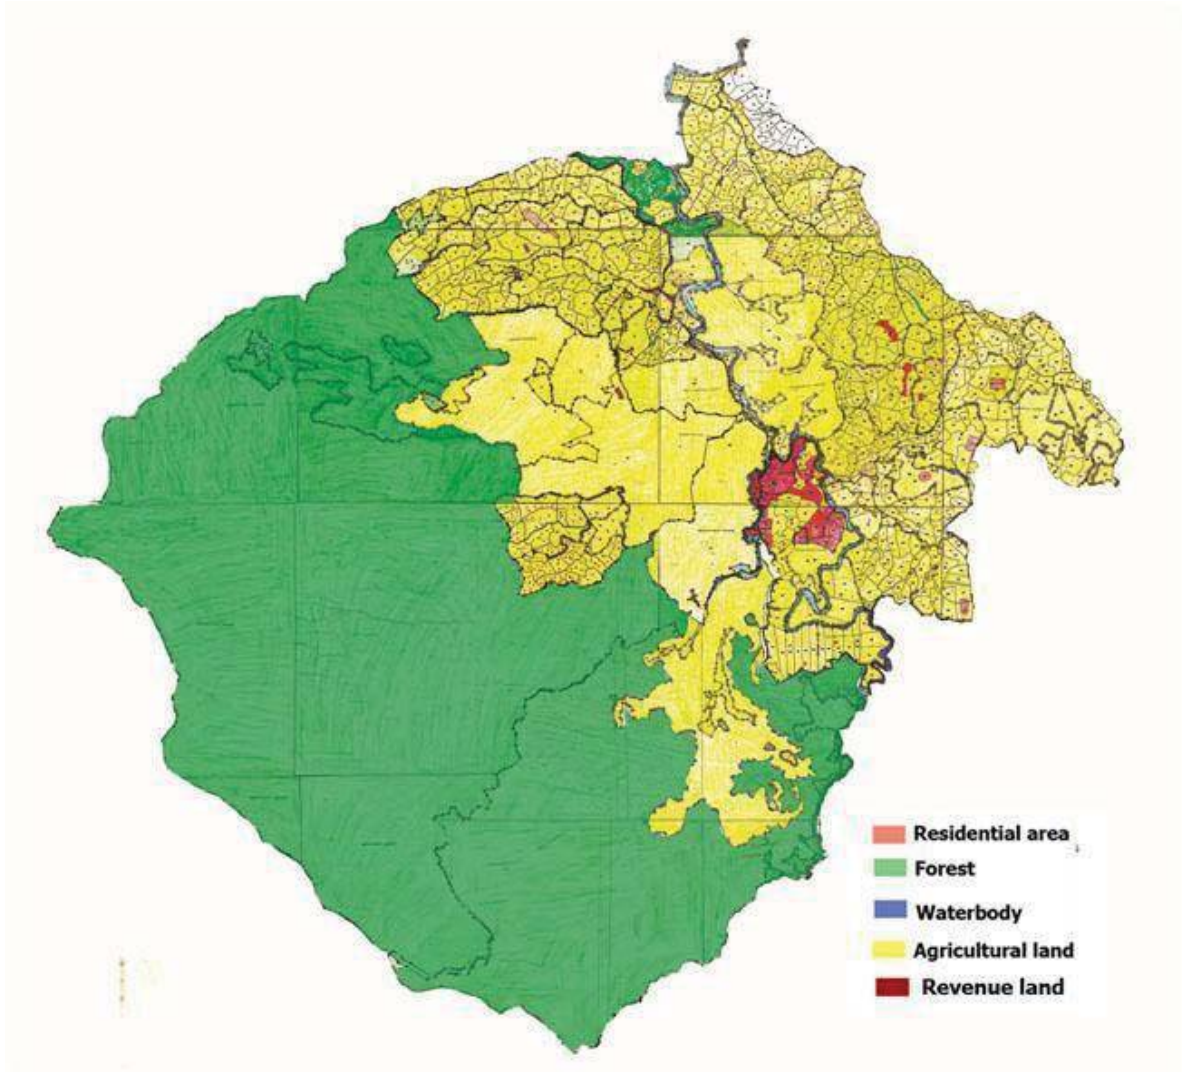 Residential area
Forest
Waterbody
Agricultural land
Revenue land